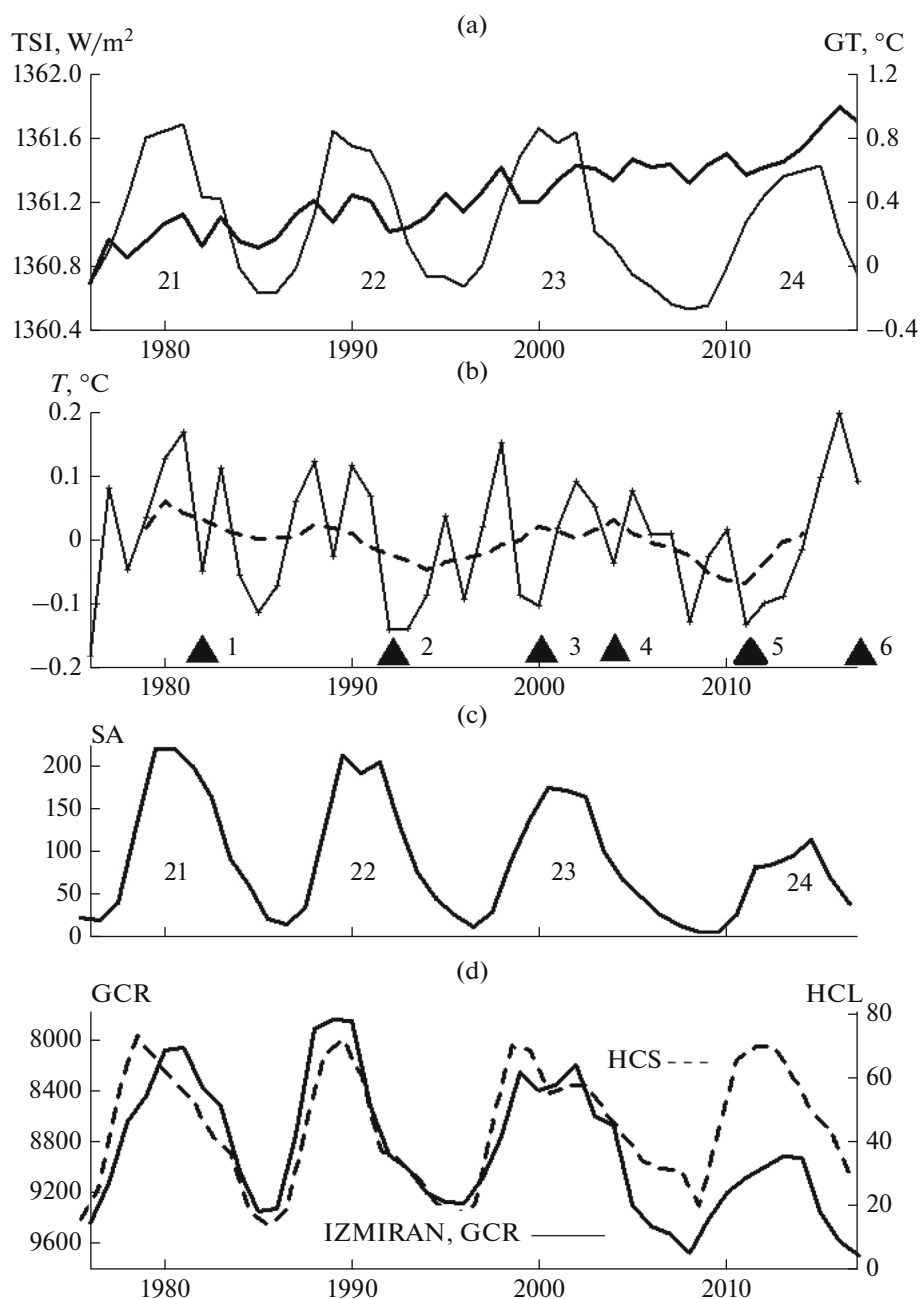 (a)
TSI, W/m² GT, °C
1362.0 1.2
1361.6 0.8
1361.2 0.4
1360.8 21 22 23 24 0
1360.4 −0.4
1980 1990 2000 2010
(b)
T, °C
0.2
0.1
0
−0.1
−0.2 1 2 3 4 5 6
1980 1990 2000 2010
(c)
SA
200
150
100
50 21 22 23 24
0
1980 1990 2000 2010
(d)
GCR HCL
8000 80
8400 HCS 60
8800 40
9200 20
9600 IZMIRAN, GCR 0
1980 1990 2000 2010